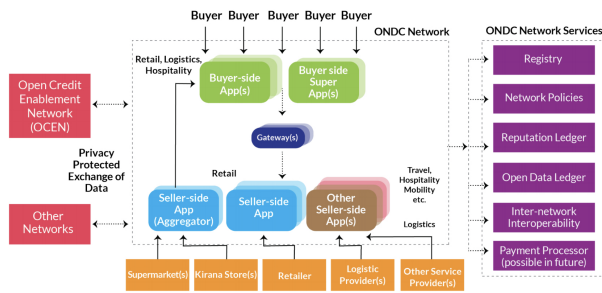 Buyer Buyer Buyer Buyer Buyer
ONDC Network
ONDC Network Services
Retail, Logistics,
Hospitality
Buyer-side
App(s)
Buyer side
Super
App(s)
Registry
Open Credit
Enablement
Network
(OCEN)
Network Policies
Gateway(s)
Reputation Ledger
Privacy
Protected
Exchange of
Data
Retail
Travel,
Hospitality
Mobility
etc.
Open Data Ledger
Seller-side
App
(Aggregator)
Seller-side
App
Other
Seller-side
App(s)
Logistics
Other
Networks
Inter-network
Interoperability
Payment Processor
(possible in future)
Supermarket(s)
Kirana Store(s)
Retailer
Logistic
Provider(s)
Other Service
Provider(s)